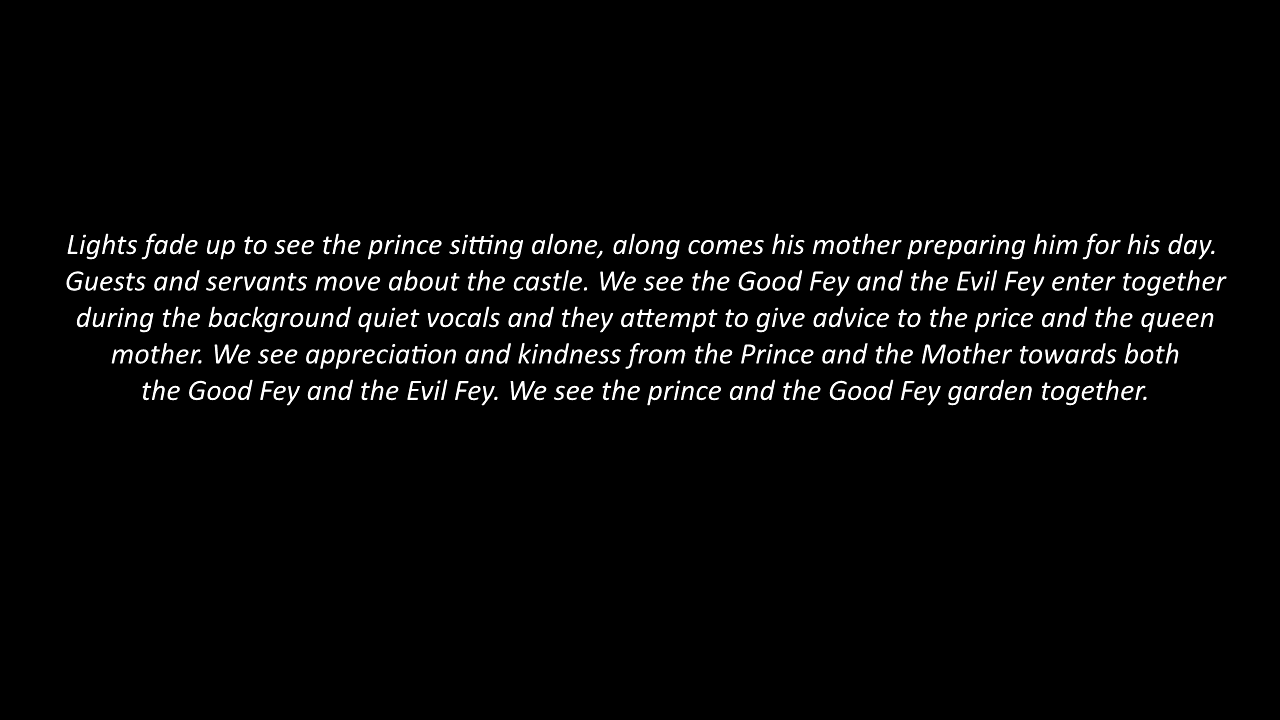 Lights fade up to see the prince sitting alone, along comes his mother preparing him for his day.
Guests and servants move about the castle. We see the Good Fey and the Evil Fey enter together
during the background quiet vocals and they attempt to give advice to the price and the queen
mother. We see appreciation and kindness from the Prince and the Mother towards both
the Good Fey and the Evil Fey. We see the prince and the Good Fey garden together.